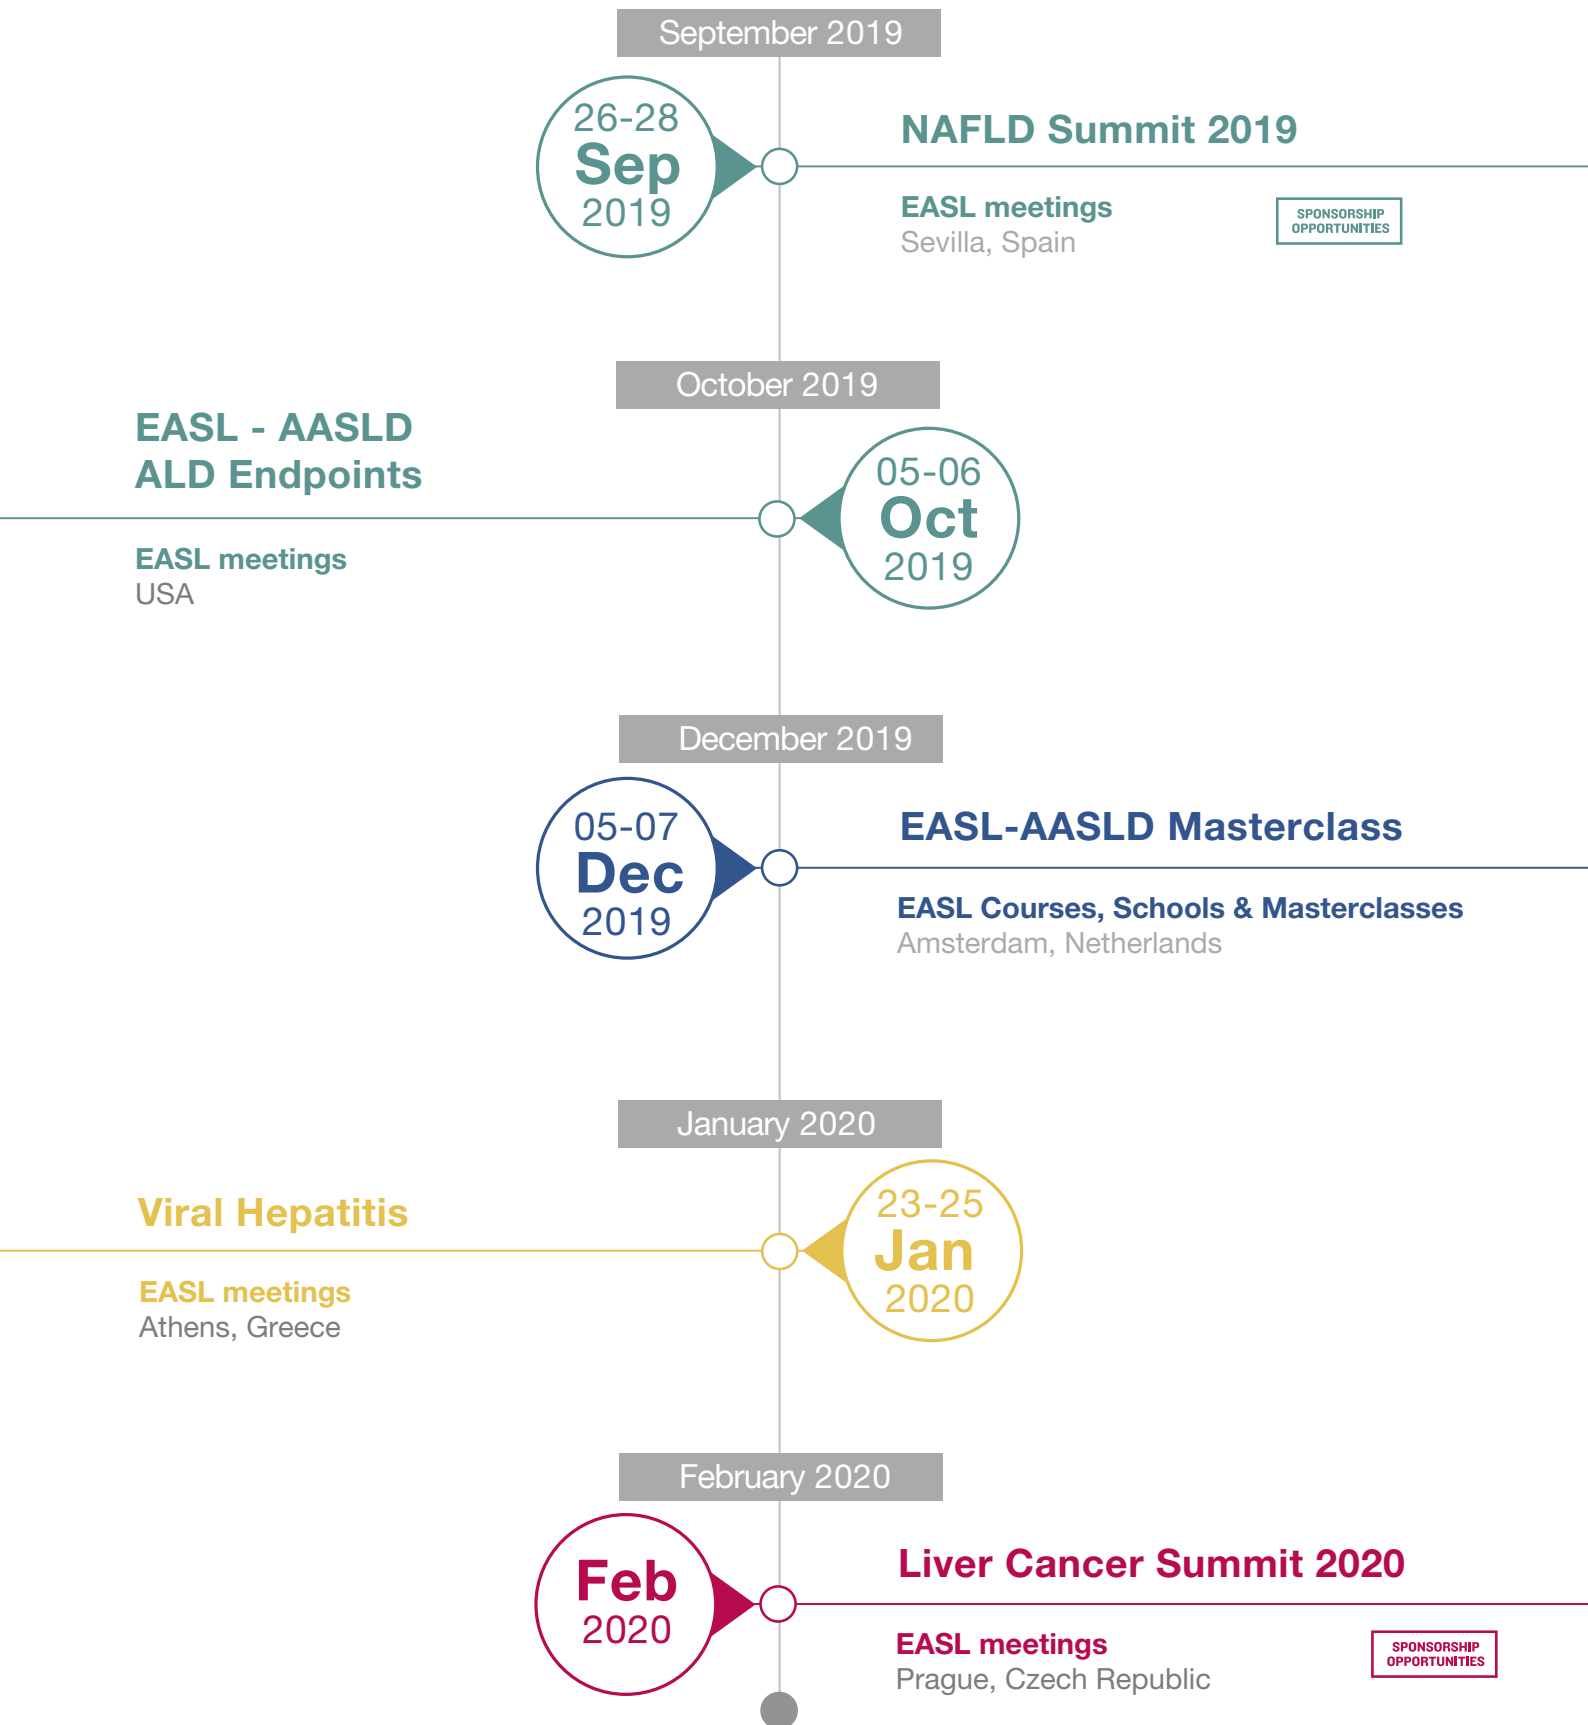 September 2019
26-28
Sep
2019
NAFLD Summit 2019
EASL meetings
Sevilla, Spain
SPONSORSHIP
OPPORTUNITIES
October 2019
EASL - AASLD
ALD Endpoints
EASL meetings
USA
05-06
Oct
2019
December 2019
05-07
Dec
2019
EASL-AASLD Masterclass
EASL Courses, Schools & Masterclasses
Amsterdam, Netherlands
January 2020
Viral Hepatitis
EASL meetings
Athens, Greece
23-25
Jan
2020
February 2020
Feb
2020
Liver Cancer Summit 2020
EASL meetings
Prague, Czech Republic
SPONSORSHIP
OPPORTUNITIES